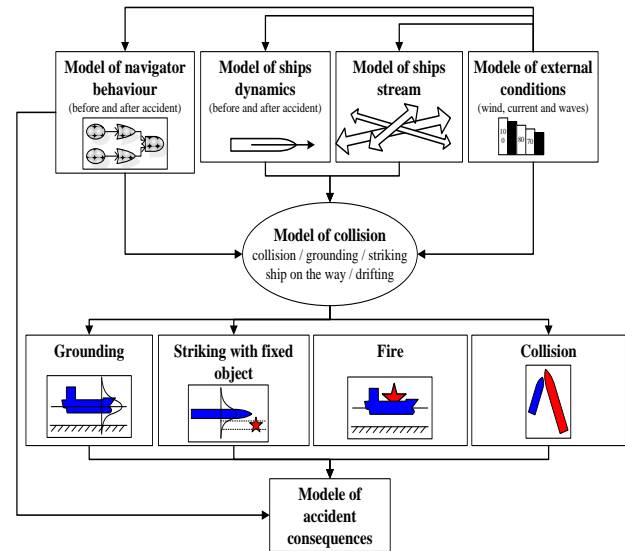 Model of navigator
behaviour
(before and after accident)
Model of ships
dynamics
(before and after accident)
Model of ships
stream
Modele of external
conditions
(wind, current and waves)
10
0
80
70
Model of collision
collision / grounding / striking
ship on the way / drifting
Grounding
Striking with fixed
object
Fire
Collision
Modele of
accident
consequences